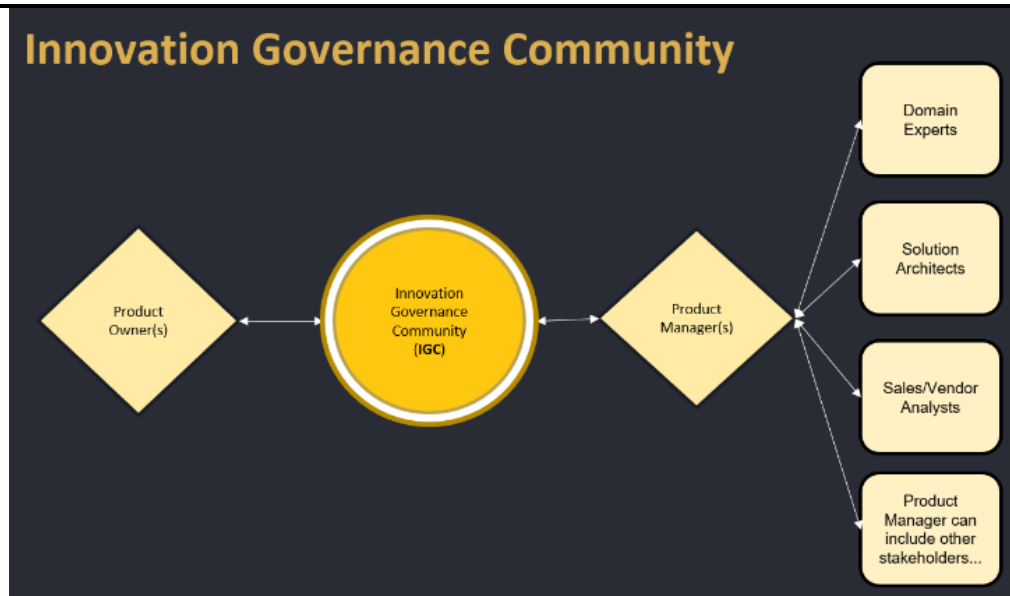 Innovation Governance Community
Domain
Experts
Solution
Architects
Product
Owner(s)
Innovation
Governance
Community
(IGC)
Product
Manager(s)
Sales/Vendor
Analysts
Product
Manager can
include other
stakeholders...